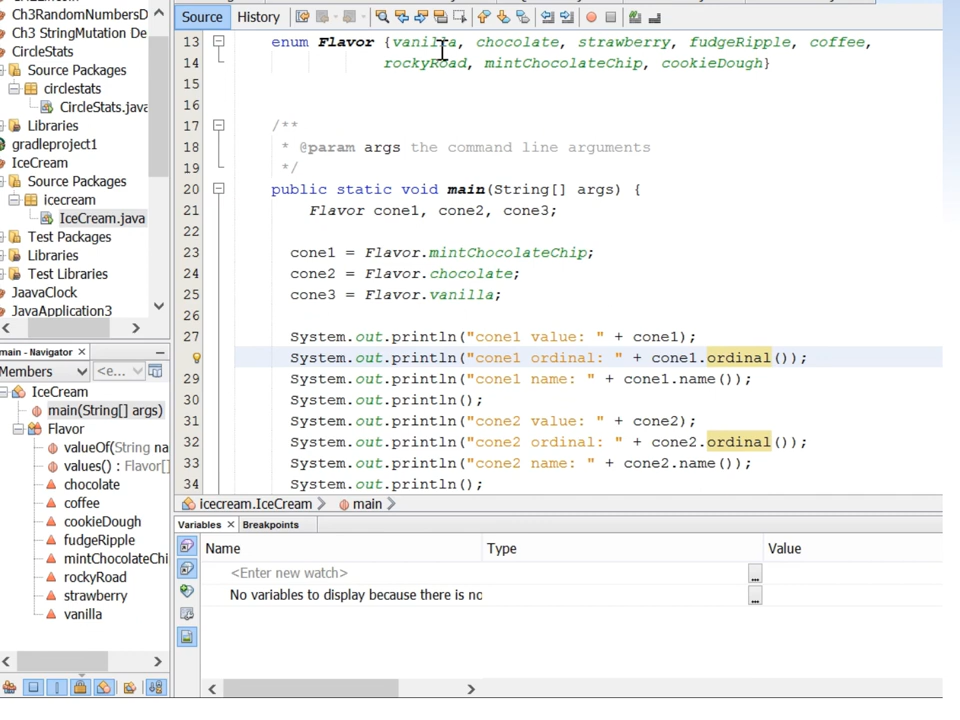 Ch3RandomNumbersD
Ch3 StringMutation De
CircleStats
Source Packages
circlestats
CircleStats.java
Libraries
gradleproject1
IceCream
Source Packages
icecream
IceCream.java
Test Packages
Libraries
Test Libraries
JaavaClock
JavaApplication3
main - Navigator
Members <e...
IceCream
main(String[] args)
Flavor
valueOf(String na
values() : Flavor[]
chocolate
coffee
cookieDough
fudgeRipple
mintChocolateChi
rockyRoad
strawberry
vanilla
Source History
13 enum Flavor {vanilla, chocolate, strawberry, fudgeRipple, coffee,
14 rockyRoad, mintChocolateChip, cookieDough}
15
16
17 /**
18 * @param args the command line arguments
19 */
20 public static void main(String[] args) {
21 Flavor cone1, cone2, cone3;
22
23 cone1 = Flavor.mintChocolateChip;
24 cone2 = Flavor.chocolate;
25 cone3 = Flavor.vanilla;
26
27 System.out.println("cone1 value: " + cone1);
System.out.println("cone1 ordinal: " + cone1.ordinal());
29 System.out.println("cone1 name: " + cone1.name());
30 System.out.println();
31 System.out.println("cone2 value: " + cone2);
32 System.out.println("cone2 ordinal: " + cone2.ordinal());
33 System.out.println("cone2 name: " + cone2.name());
34 System.out.println();
icecream.IceCream main
Variables Breakpoints
Name Type Value
<Enter new watch> ...
No variables to display because there is no ...